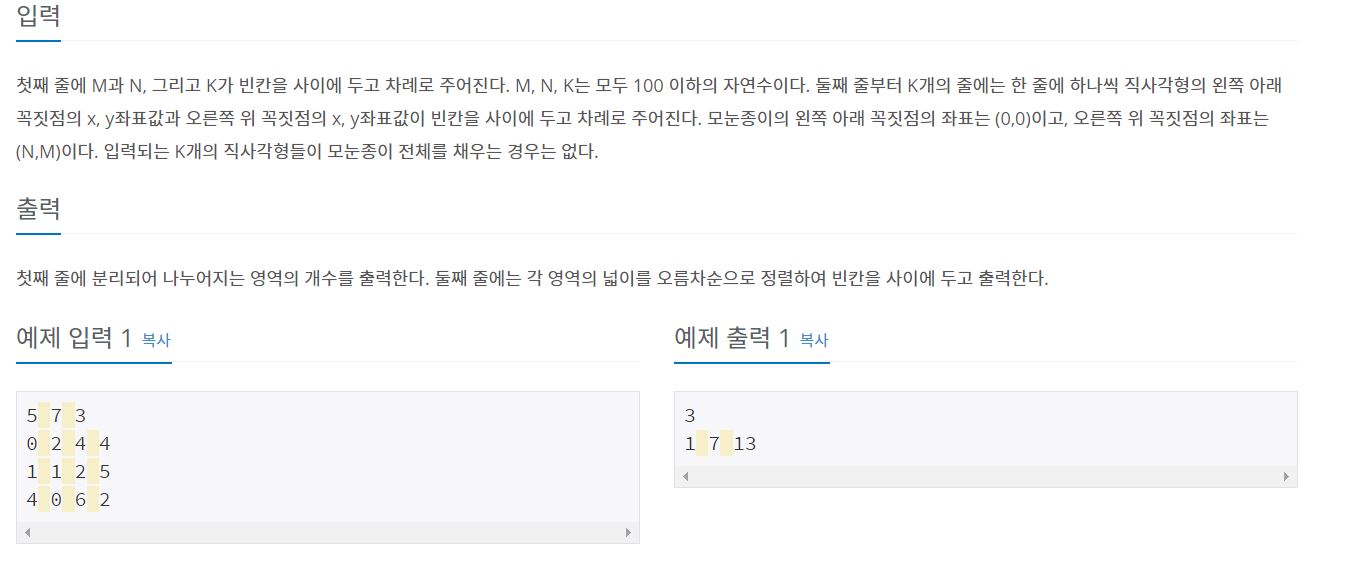 입력
첫째 줄에 M과 N, 그리고 K가 빈칸을 사이에 두고 차례로 주어진다. M, N, K는 모두 100 이하의 자연수이다. 둘째 줄부터 K개의 줄에는 한 줄에 하나씩 직사각형의 왼쪽 아래
꼭짓점의 x, y좌표값과 오른쪽 위 꼭짓점의 x, y좌표값이 빈칸을 사이에 두고 차례로 주어진다. 모눈종이의 왼쪽 아래 꼭짓점의 좌표는 (0,0)이고, 오른쪽 위 꼭짓점의 좌표는
(N,M)이다. 입력되는 K개의 직사각형들이 모눈종이 전체를 채우는 경우는 없다.
출력
첫째 줄에 분리되어 나누어지는 영역의 개수를 출력한다. 둘째 줄에는 각 영역의 넓이를 오름차순으로 정렬하여 빈칸을 사이에 두고 출력한다.
예제 입력 1 복사
5 7 3
0 2 4 4
1 1 2 5
4 0 6 2
예제 출력 1 복사
3
1 7 13